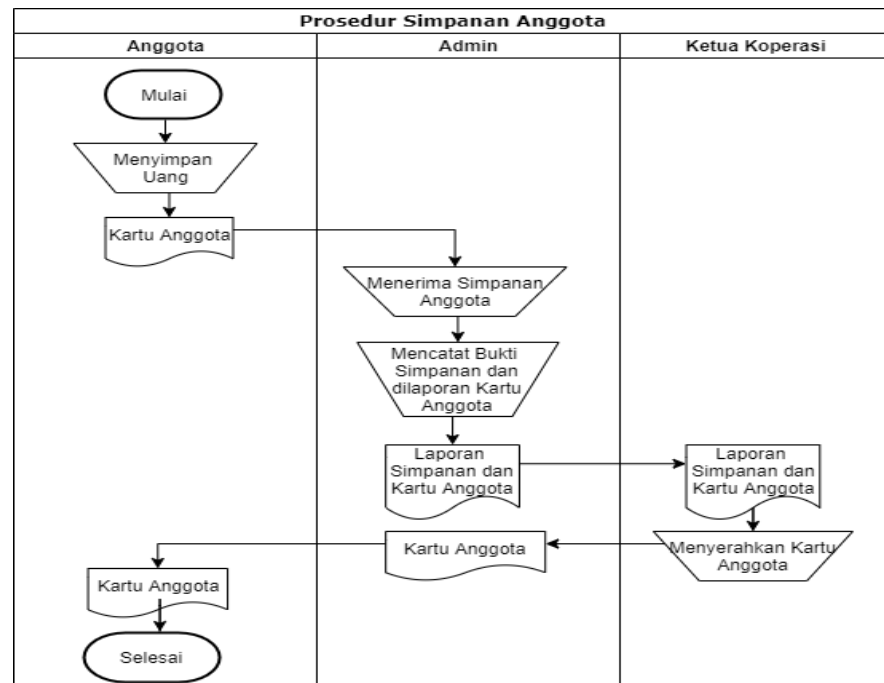 Prosedur Simpanan Anggota
Anggota
Admin
Ketua Koperasi
Mulai
Menyimpan
Uang
Kartu Anggota
Menerima Simpanan
Anggota
Mencatat Bukti
Simpanan dan
dilaporan Kartu
Anggota
Laporan
Simpanan dan
Kartu Anggota
Laporan
Simpanan dan
Kartu Anggota
Menyerahkan Kartu
Anggota
Kartu Anggota
Kartu Anggota
Selesai